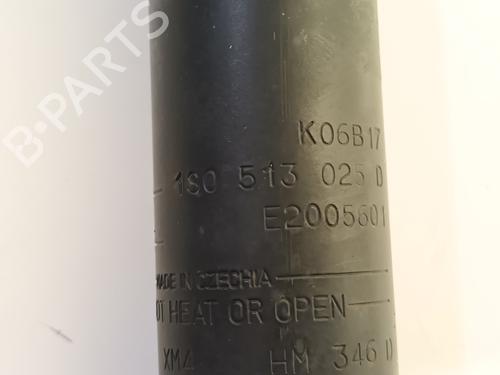 B-PARTS
K06B17
1S0 513 025 D
E2005601
MADE IN CZECHIA
OT HEAT OR OPEN
XM4 HM 346 D